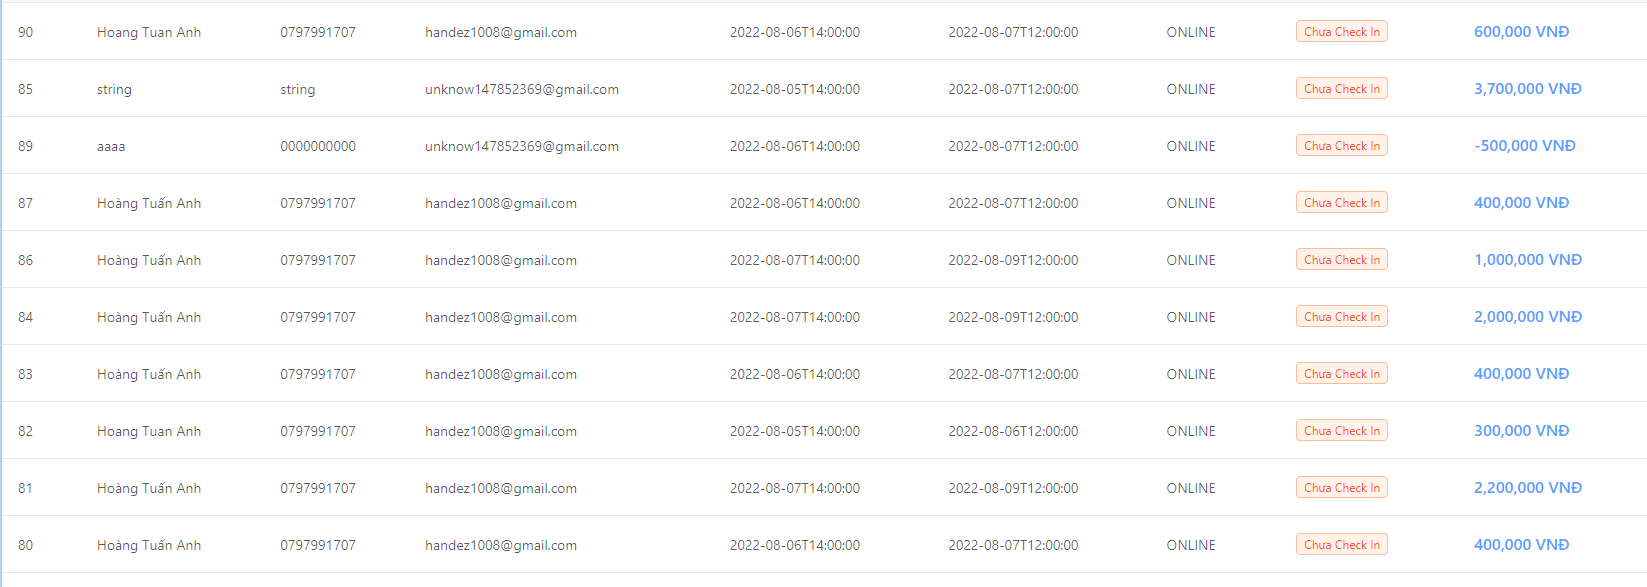 90 Hoang Tuan Anh 0797991707 handez1008@gmail.com 2022-08-06T14:00:00 2022-08-07T12:00:00 ONLINE Chưa Check In 600,000 VNĐ
85 string string unknow147852369@gmail.com 2022-08-05T14:00:00 2022-08-07T12:00:00 ONLINE Chưa Check In 3,700,000 VNĐ
89 aaaa 0000000000 unknow147852369@gmail.com 2022-08-06T14:00:00 2022-08-07T12:00:00 ONLINE Chưa Check In -500,000 VNĐ
87 Hoàng Tuấn Anh 0797991707 handez1008@gmail.com 2022-08-06T14:00:00 2022-08-07T12:00:00 ONLINE Chưa Check In 400,000 VNĐ
86 Hoàng Tuấn Anh 0797991707 handez1008@gmail.com 2022-08-07T14:00:00 2022-08-09T12:00:00 ONLINE Chưa Check In 1,000,000 VNĐ
84 Hoàng Tuấn Anh 0797991707 handez1008@gmail.com 2022-08-07T14:00:00 2022-08-09T12:00:00 ONLINE Chưa Check In 2,000,000 VNĐ
83 Hoàng Tuấn Anh 0797991707 handez1008@gmail.com 2022-08-06T14:00:00 2022-08-07T12:00:00 ONLINE Chưa Check In 400,000 VNĐ
82 Hoang Tuan Anh 0797991707 handez1008@gmail.com 2022-08-05T14:00:00 2022-08-06T12:00:00 ONLINE Chưa Check In 300,000 VNĐ
81 Hoàng Tuấn Anh 0797991707 handez1008@gmail.com 2022-08-07T14:00:00 2022-08-09T12:00:00 ONLINE Chưa Check In 2,200,000 VNĐ
80 Hoàng Tuấn Anh 0797991707 handez1008@gmail.com 2022-08-06T14:00:00 2022-08-07T12:00:00 ONLINE Chưa Check In 400,000 VNĐ